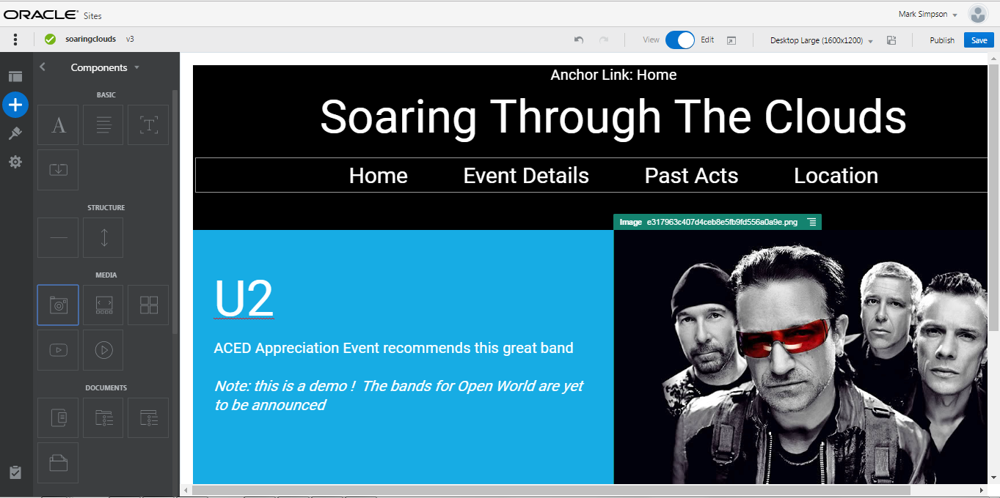 ORACLE® Sites
Mark Simpson
soaringclouds v3
View Edit
Desktop Large (1600x1200)
Publish
Save
Components
BASIC
A
T
STRUCTURE
MEDIA
DOCUMENTS
Anchor Link: Home
Soaring Through The Clouds
Home Event Details Past Acts Location
Image e317963c407d4ceb8e5fb9fd556a0a9e.png
U2
ACED Appreciation Event recommends this great band
Note: this is a demo ! The bands for Open World are yet
to be announced